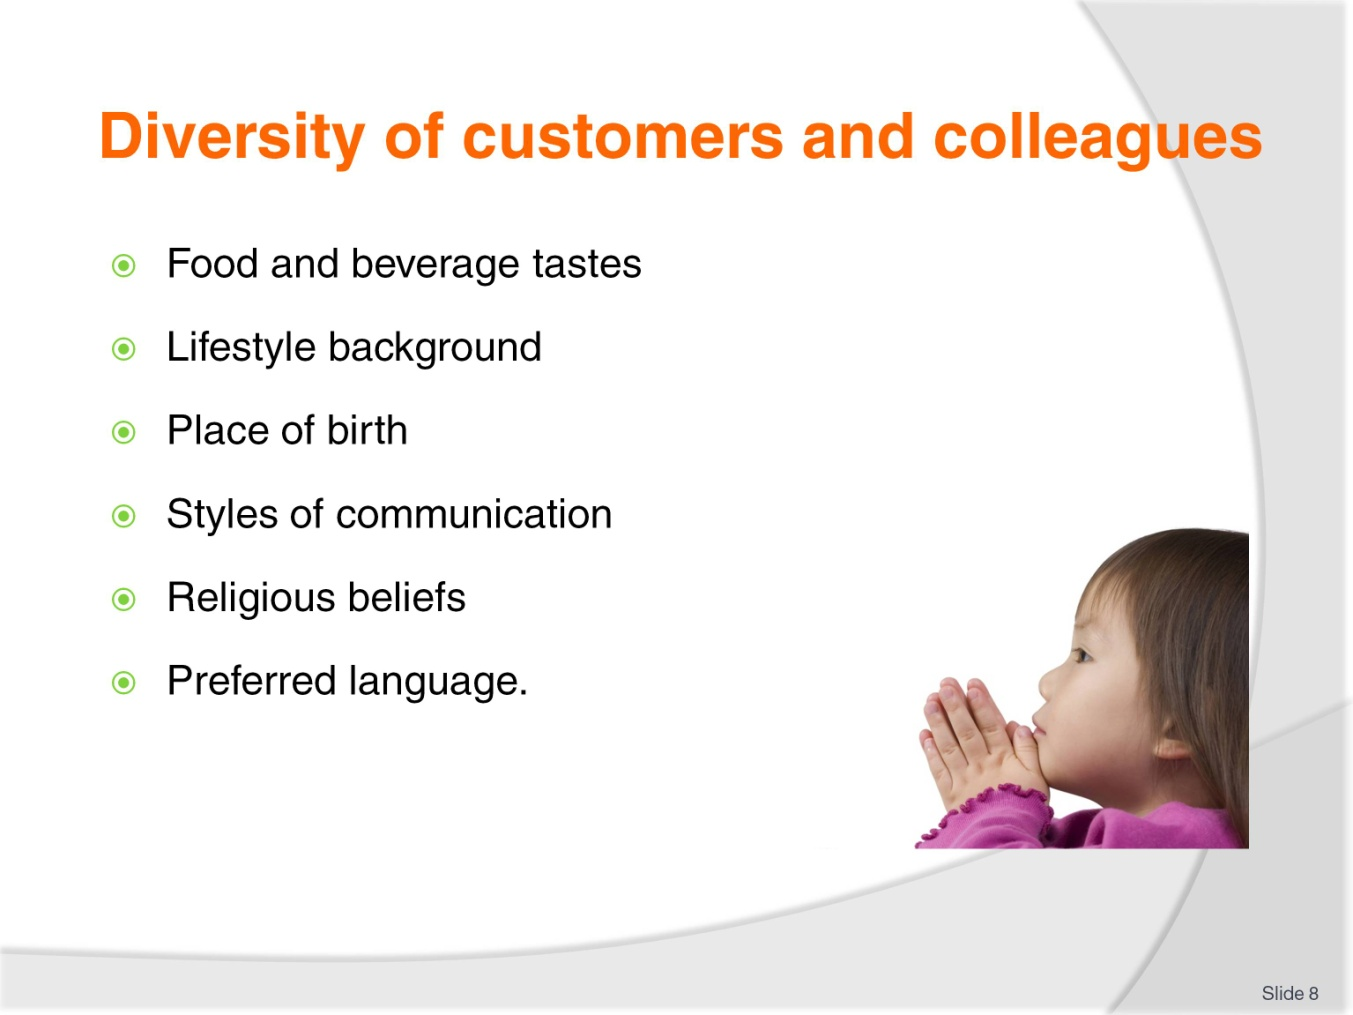 Diversity of customers and colleagues
Food and beverage tastes
Lifestyle background
Place of birth
Styles of communication
Religious beliefs
Preferred language.
Slide 8